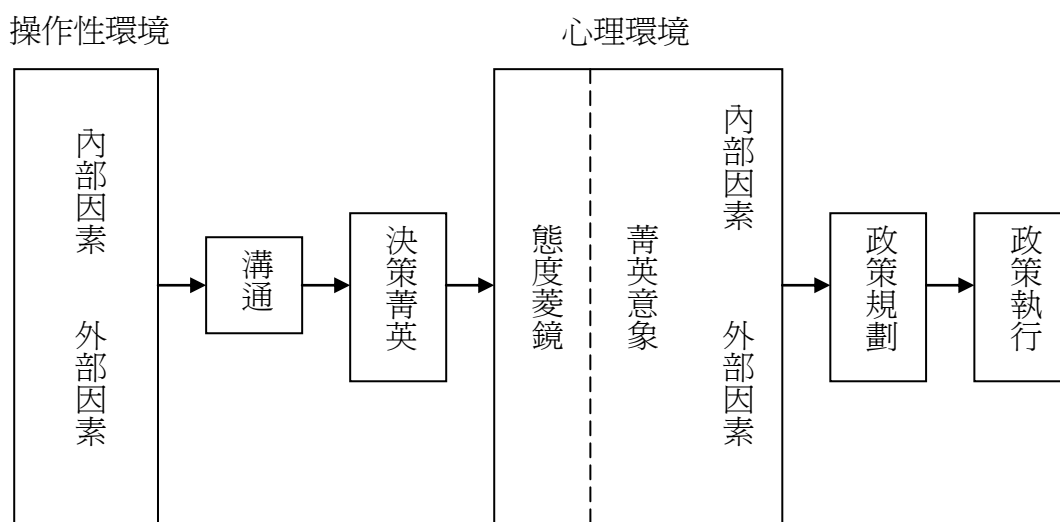 操作性環境
心理環境
內部因素
外部因素
溝通
決策菁英
態度菱鏡
菁英意象
內部因素
外部因素
政策規劃
政策執行